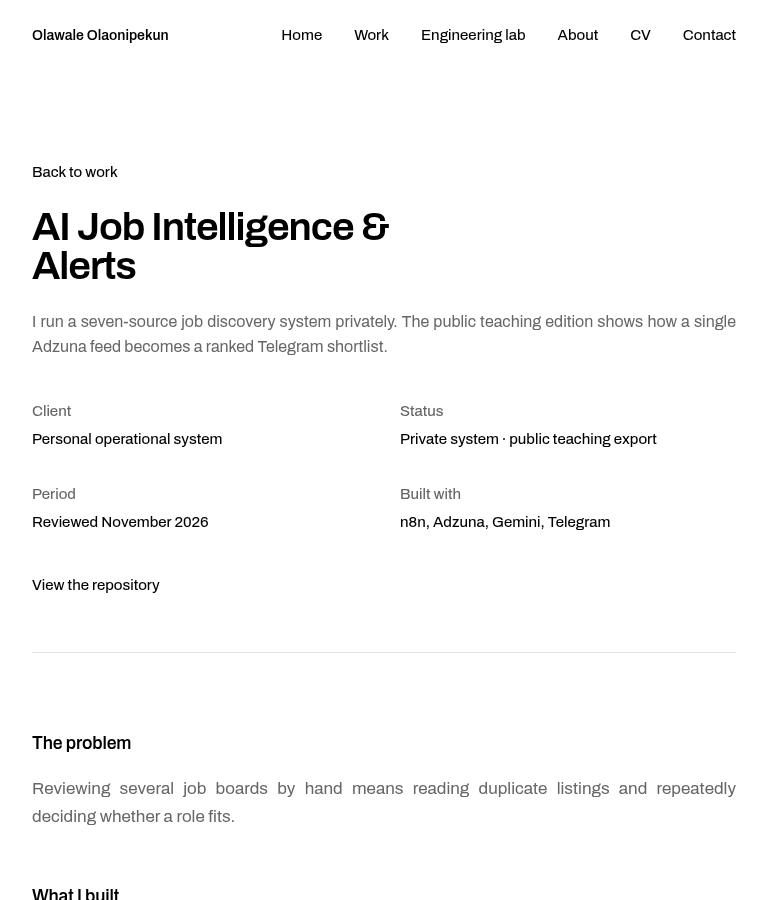 Olawale Olaonipekun
Home
Work
Engineering lab
About
CV
Contact
Back to work
AI Job Intelligence &
Alerts
I run a seven-source job discovery system privately. The public teaching edition shows how a single
Adzuna feed becomes a ranked Telegram shortlist.
Client
Personal operational system
Status
Private system · public teaching export
Period
Reviewed November 2026
Built with
n8n, Adzuna, Gemini, Telegram
View the repository
The problem
Reviewing several job boards by hand means reading duplicate listings and repeatedly
deciding whether a role fits.
What I built